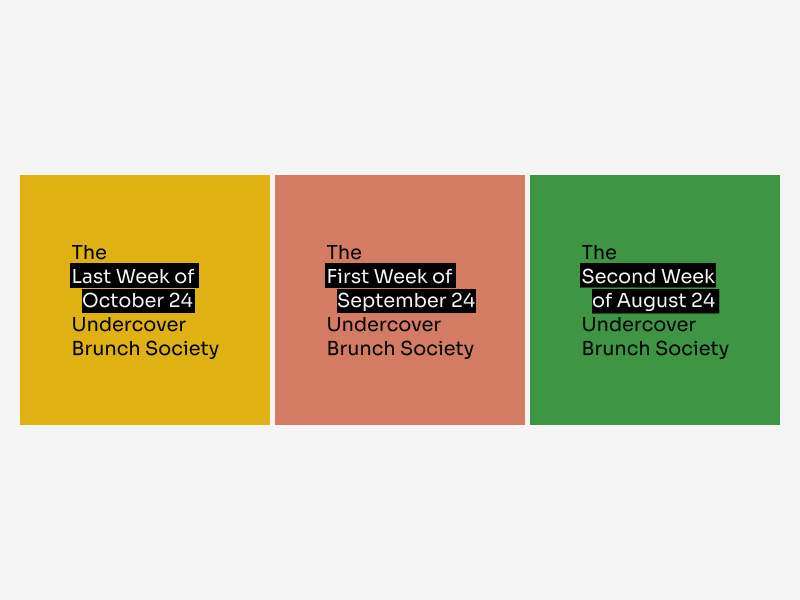 The
Last Week of
October 24
Undercover
Brunch Society
The
First Week of
September 24
Undercover
Brunch Society
The
Second Week
of August 24
Undercover
Brunch Society